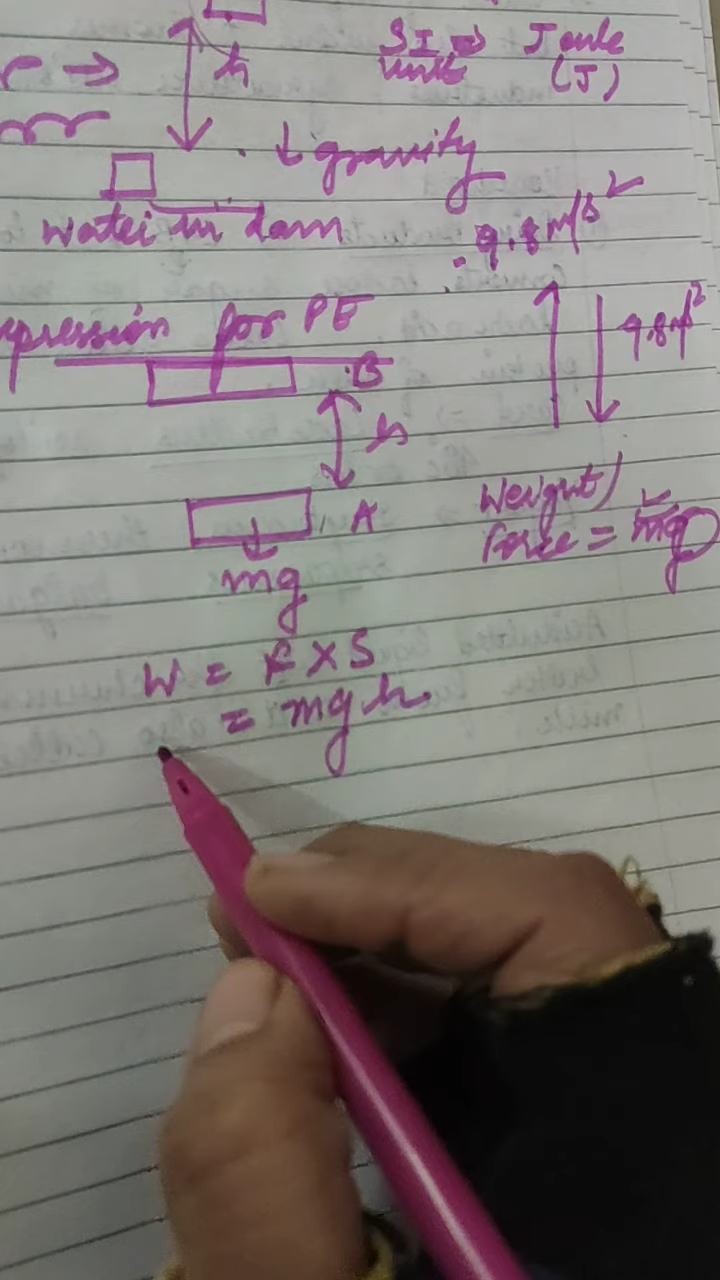 h
SI ⇒ Joule
unit (J)
↓ gravity
water in dam
9.8 m/s²
pression for PE
B
9.8 m/s²
h
A
Weight/
Force = mg
mg
W = F × S
= mgh